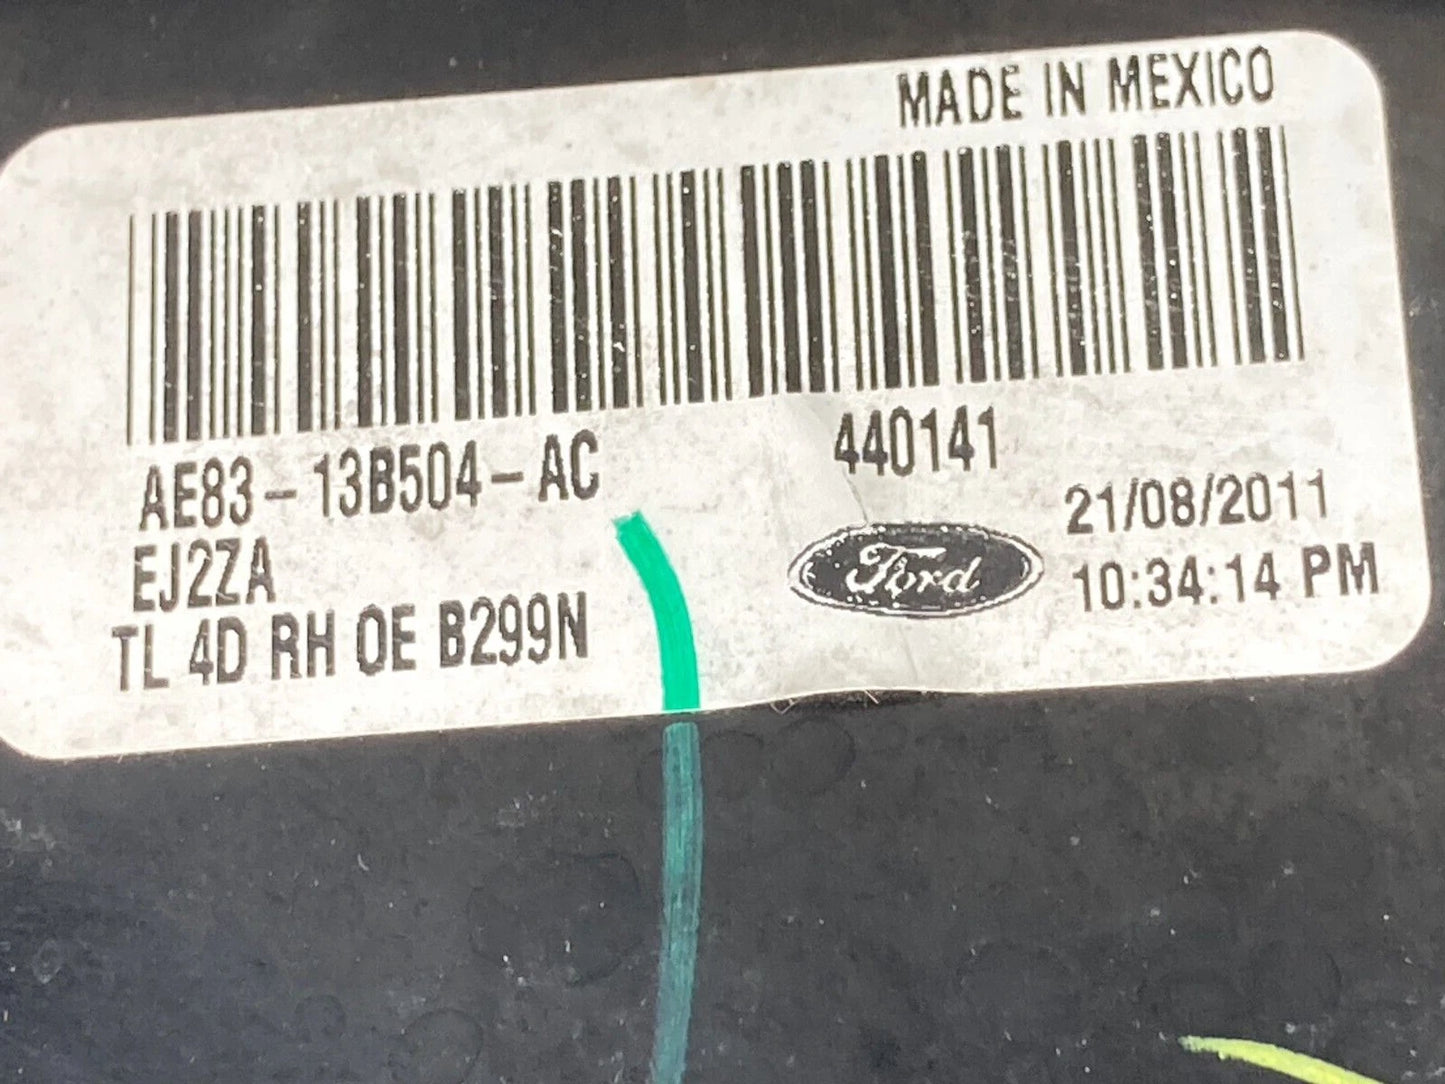 MADE IN MEXICO
AE83-13B504-AC
440141
EJ2ZA
Ford
21/08/2011
TL 4D RH OE B299N
10:34:14 PM